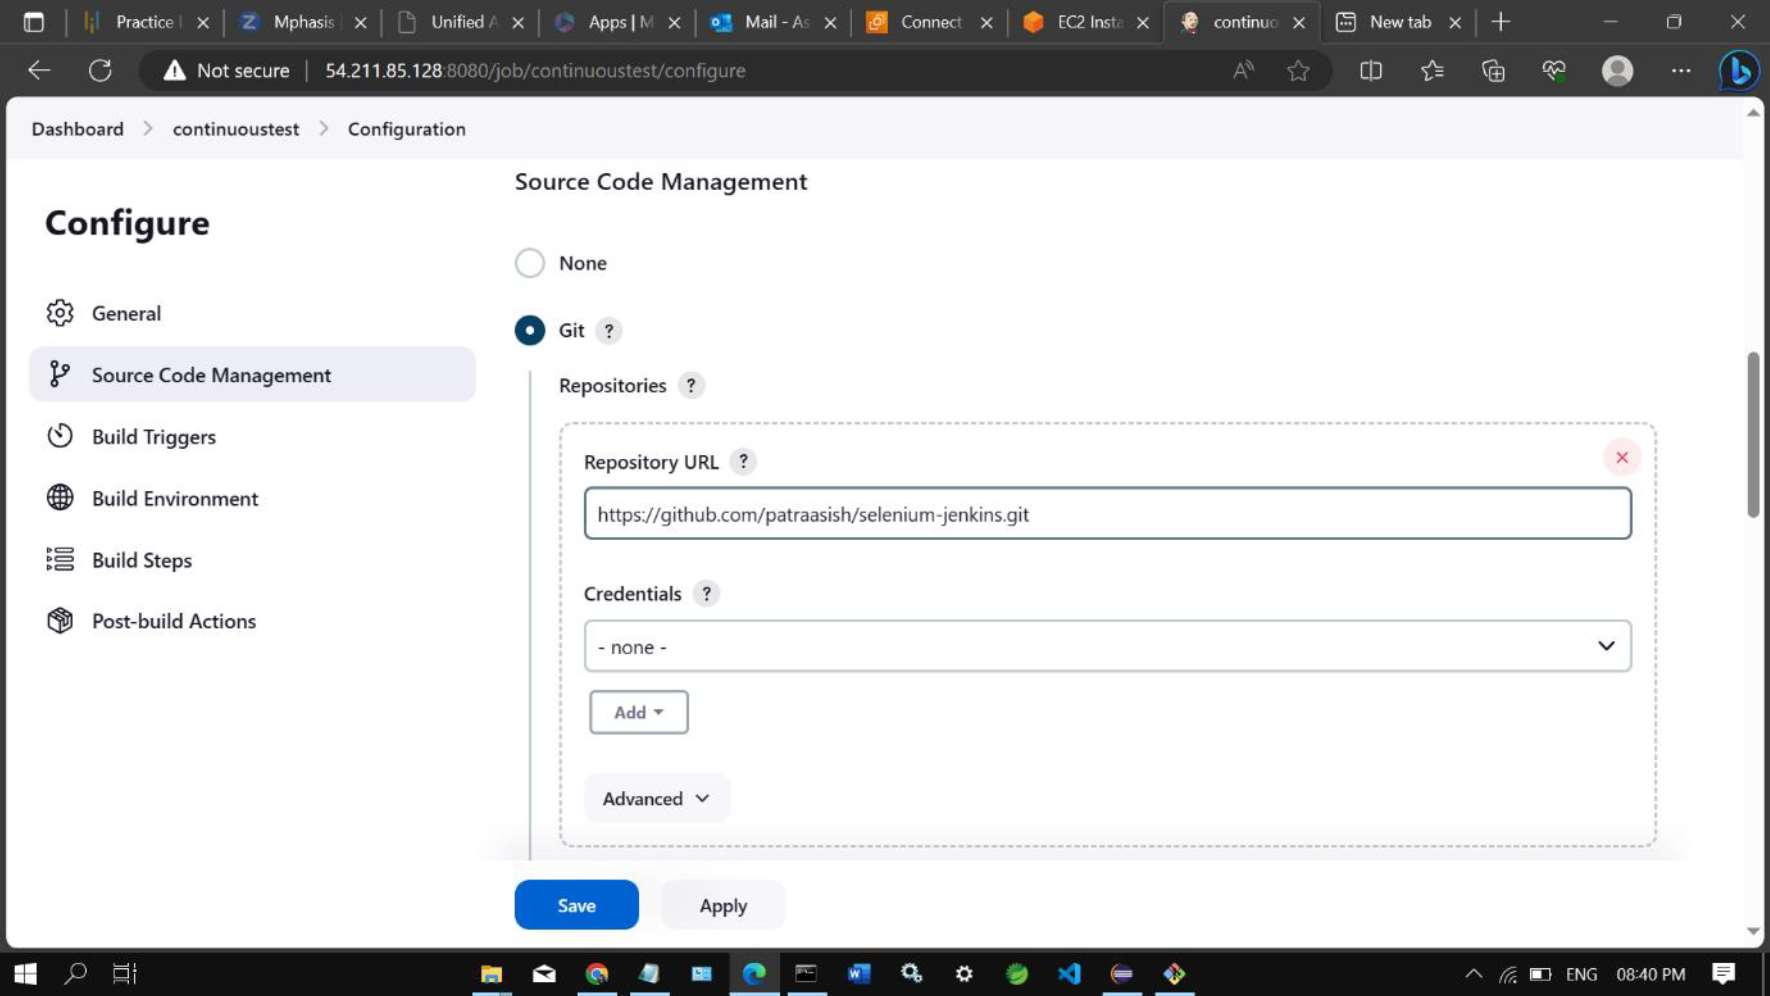 Practice
Mphasis
Unified A
Apps | M
Mail - As
Connect
EC2 Insta
continuo
New tab
Not secure
54.211.85.128:8080/job/continuoustest/configure
Dashboard > continuoustest > Configuration
Configure
General
Source Code Management
Build Triggers
Build Environment
Build Steps
Post-build Actions
Source Code Management
None
Git ?
Repositories ?
Repository URL ?
https://github.com/patraasish/selenium-jenkins.git
Credentials ?
- none -
Add
Advanced
Save
Apply
ENG
08:40 PM